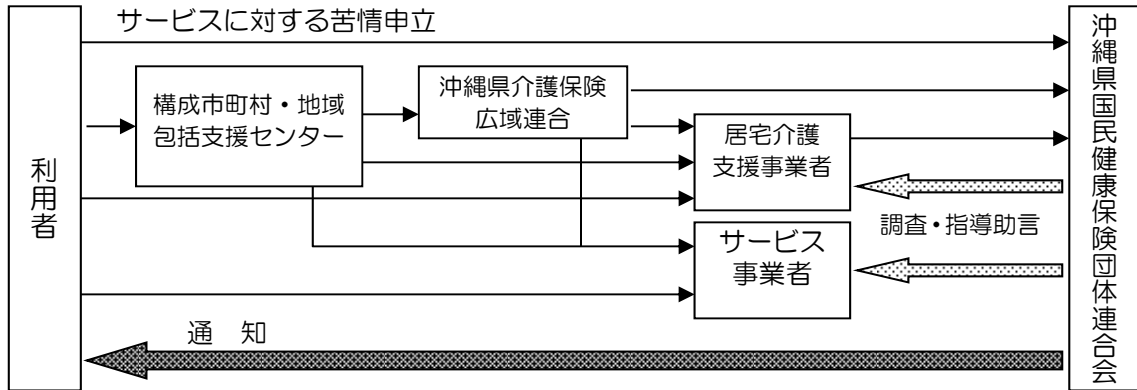 サービスに対する苦情申立
利用者
構成市町村・地域
包括支援センター
沖縄県介護保険
広域連合
居宅介護
支援事業者
サービス
事業者
調査・指導助言
通　知
沖縄県国民健康保険団体連合会